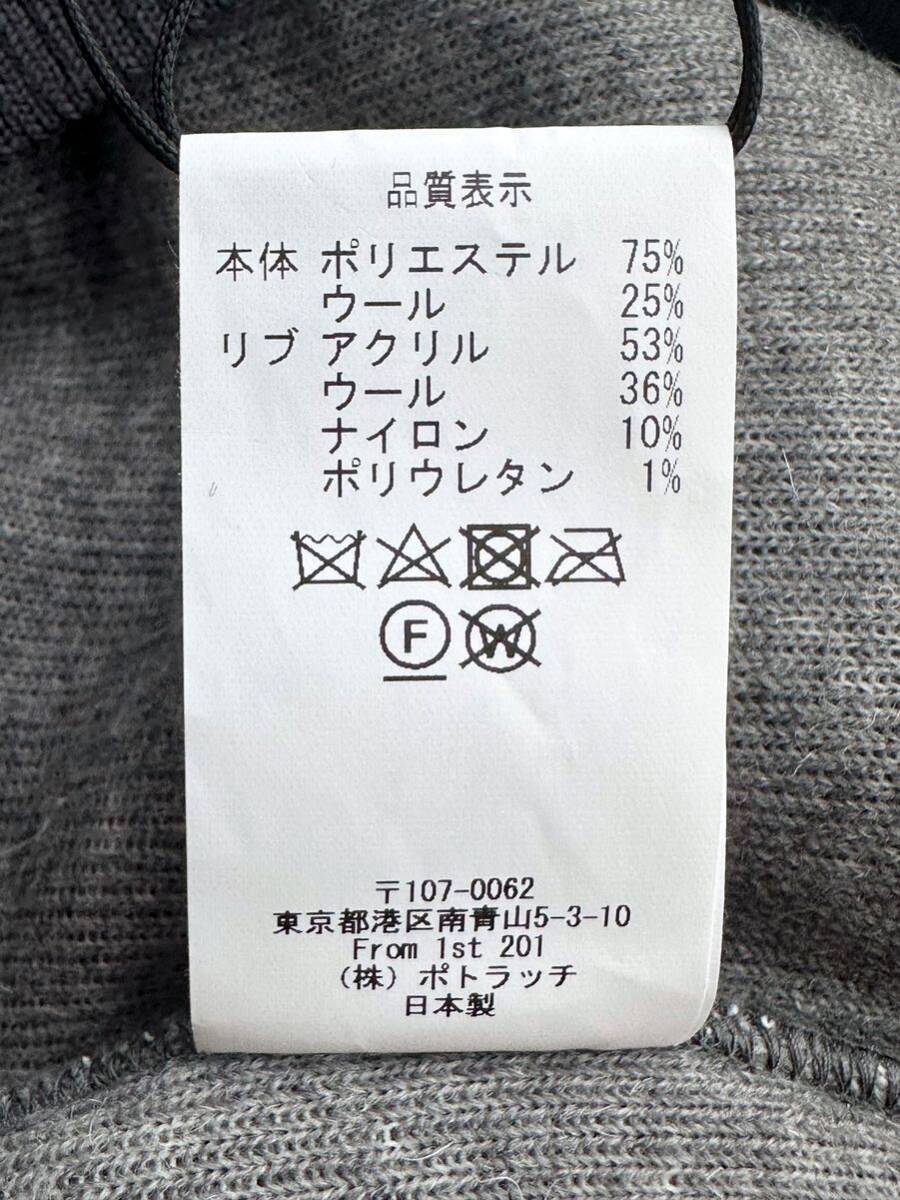 品質表示
本体 ポリエステル 75%
ウール 25%
リブ アクリル 53%
ウール 36%
ナイロン 10%
ポリウレタン 1%
F W
〒107-0062
東京都港区南青山5-3-10
From 1st 201
(株) ポトラッチ
日本製